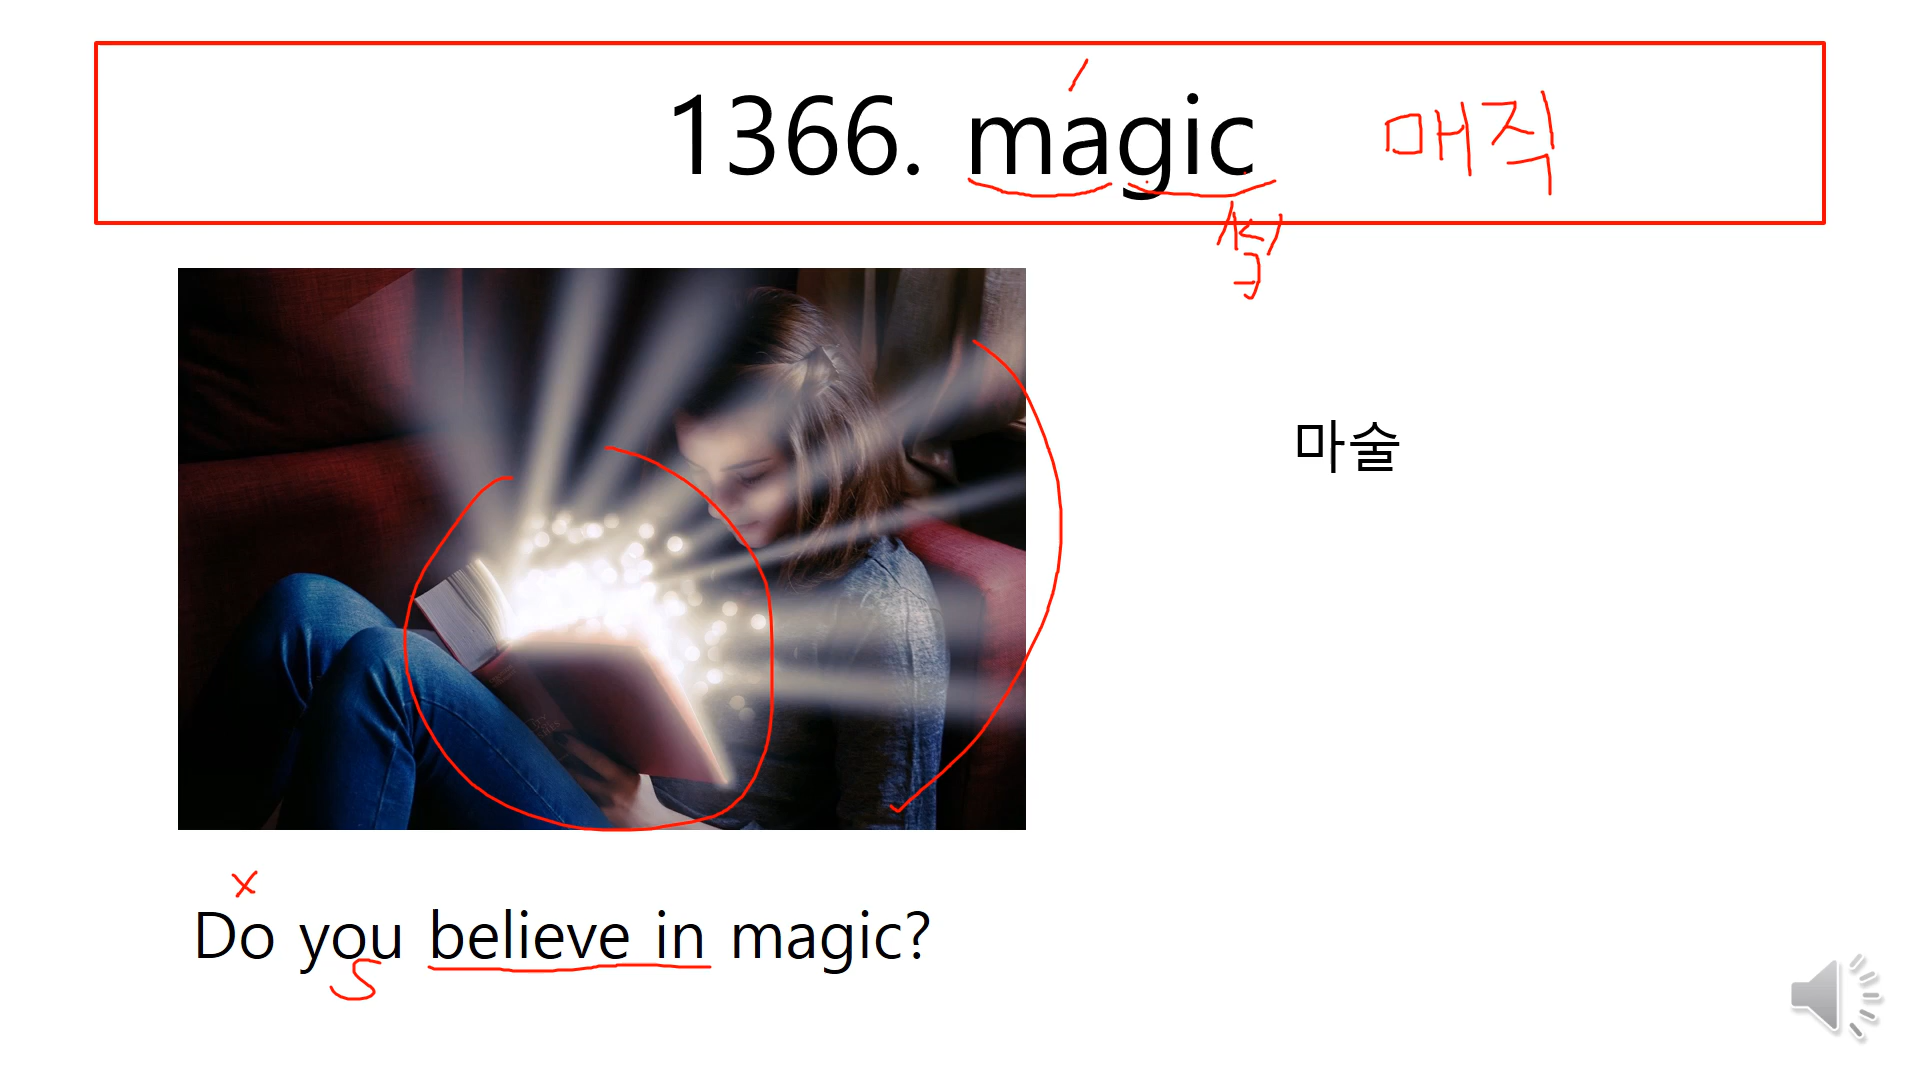 1366. magic 매직
마술
x
Do you believe in magic?
S